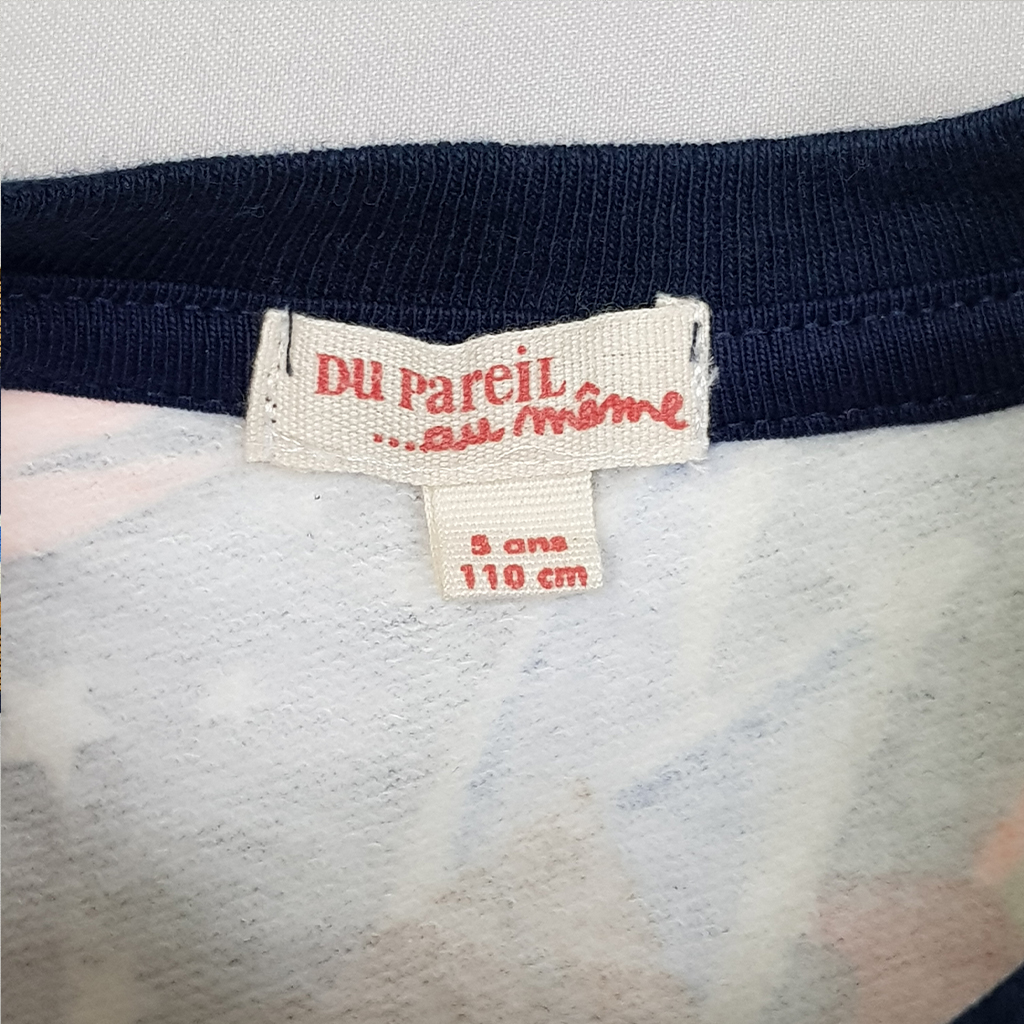 DU PareiL
...au même
5 ans
110 cm